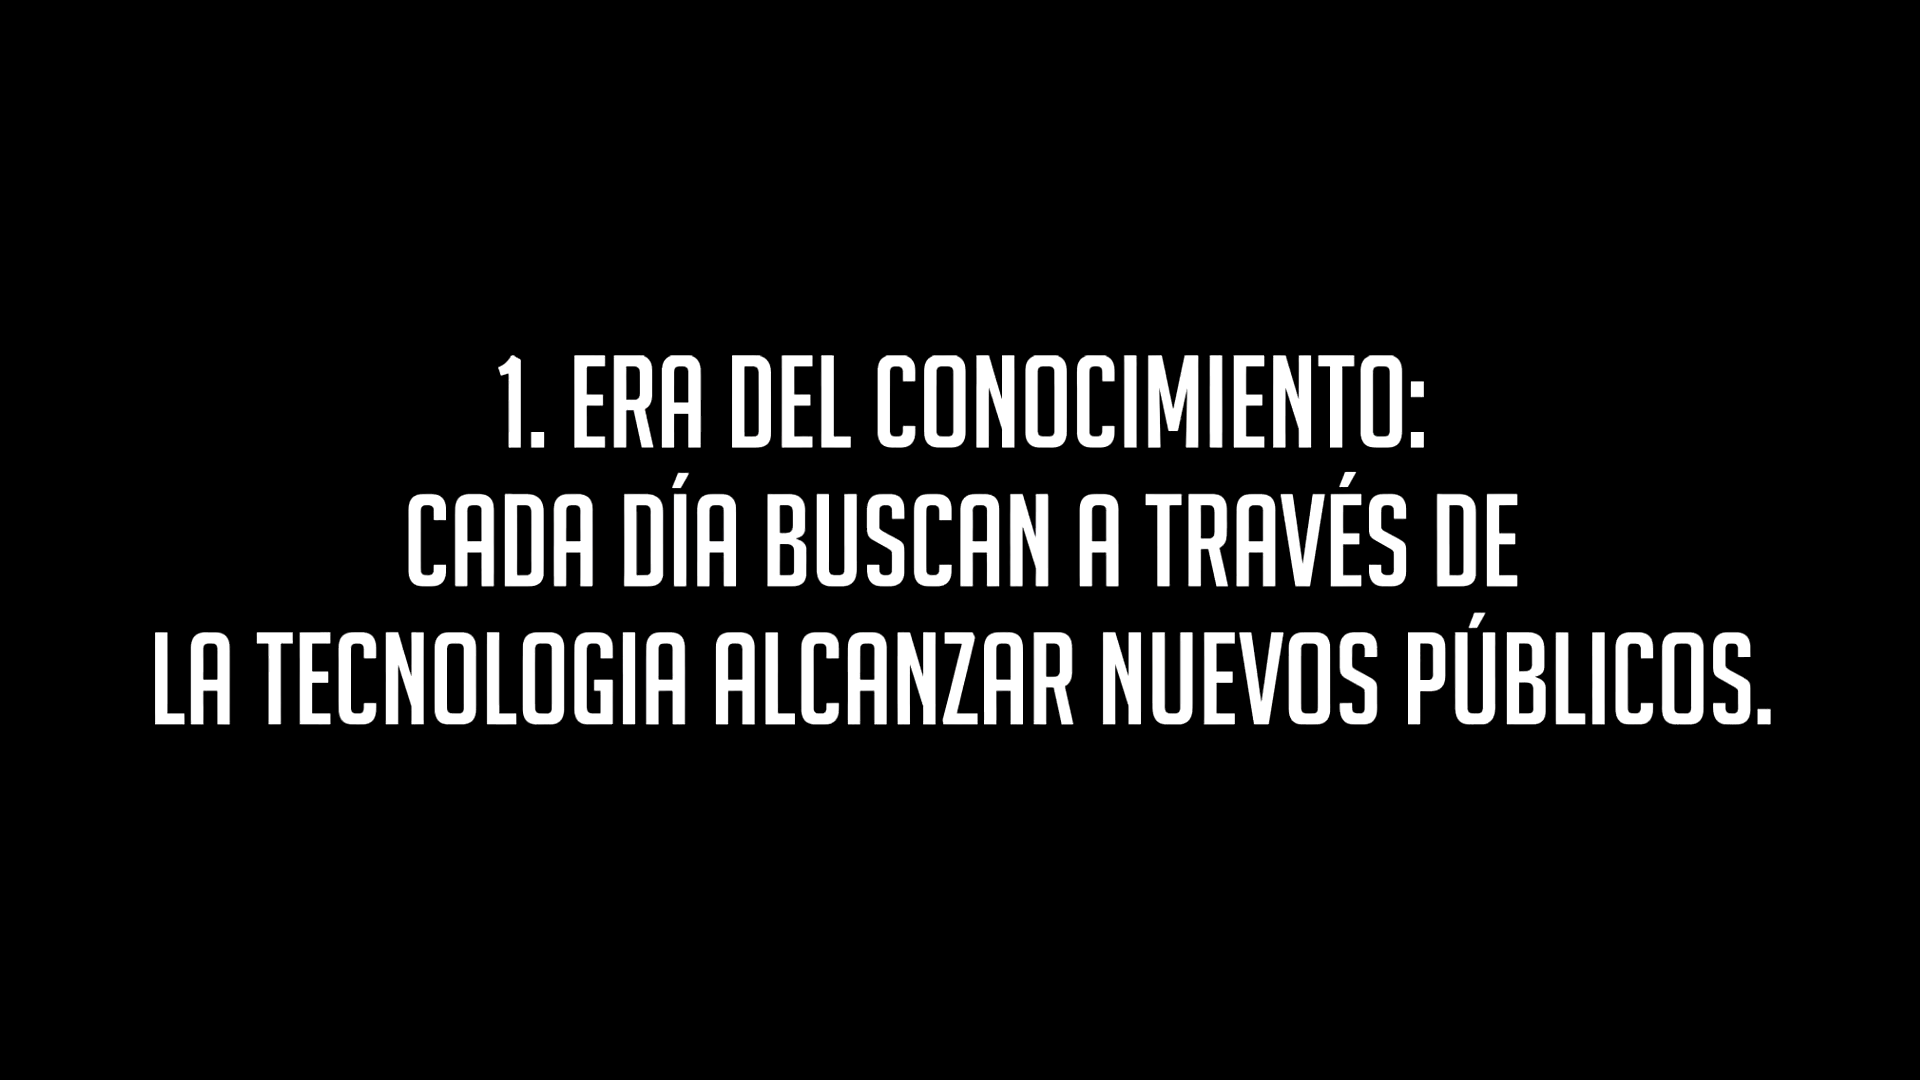 1. ERA DEL CONOCIMIENTO:
CADA DÍA BUSCAN A TRAVÉS DE
LA TECNOLOGIA ALCANZAR NUEVOS PÚBLICOS.